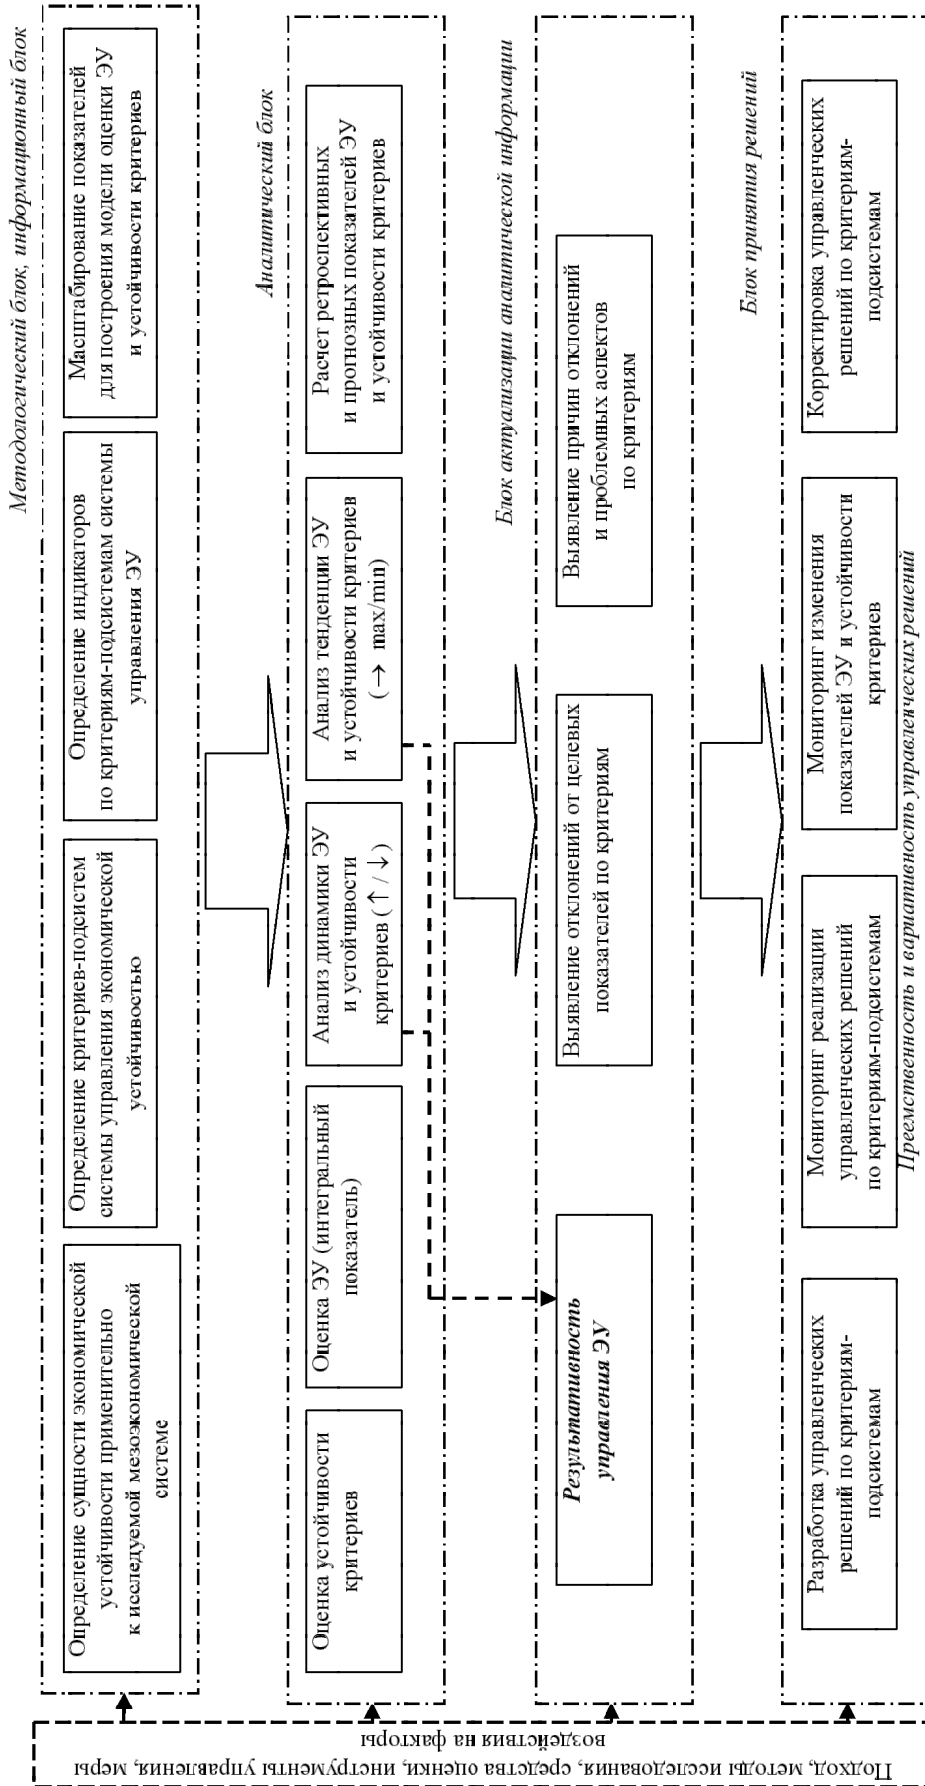 Методологический блок, информационный блок
Определение сущности экономической
устойчивости применительно
к исследуемой мезоэкономической
системе
Определение критериев-подсистем
системы управления экономической
устойчивостью
Определение индикаторов
по критериям-подсистемам системы
управления ЭУ
Масштабирование показателей
для построения модели оценки ЭУ
и устойчивости критериев
Аналитический блок
Оценка устойчивости
критериев
Оценка ЭУ (интегральный
показатель)
Анализ динамики ЭУ
и устойчивости
критериев (↑/↓)
Анализ тенденции ЭУ
и устойчивости критериев
(→ max/min)
Расчет ретроспективных
и прогнозных показателей ЭУ
и устойчивости критериев
Блок актуализации аналитической информации
Результативность
управления ЭУ
Выявление отклонений от целевых
показателей по критериям
Выявление причин отклонений
и проблемных аспектов
по критериям
Блок принятия решений
Разработка управленческих
решений по критериям-
подсистемам
Мониторинг реализации
управленческих решений
по критериям-подсистемам
Мониторинг изменения
показателей ЭУ и устойчивости
критериев
Корректировка управленческих
решений по критериям-
подсистемам
Преемственность и вариативность управленческих решений
Подход, методы исследования, средства оценки, инструменты управления, меры
воздействия на факторы